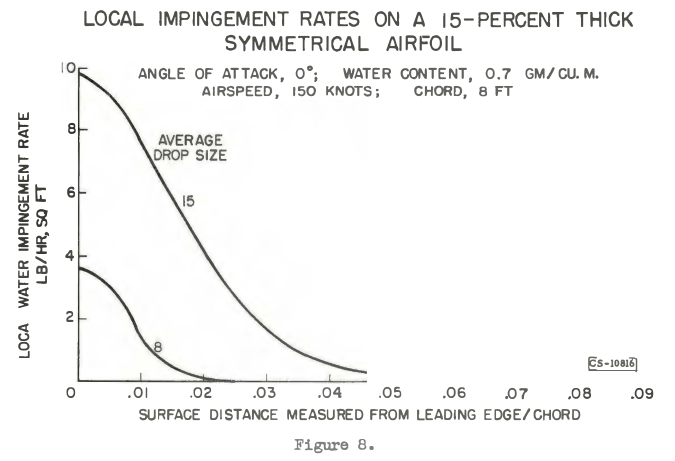 LOCAL IMPINGEMENT RATES ON A 15-PERCENT THICK
SYMMETRICAL AIRFOIL
ANGLE OF ATTACK, 0°; WATER CONTENT, 0.7 GM/CU. M.
AIRSPEED, 150 KNOTS; CHORD, 8 FT
LOCA WATER IMPINGEMENT RATE
LB/HR, SQ FT
10
8
6
4
2
AVERAGE
DROP SIZE
15
8
CS-10816
0 .01 .02 .03 .04 .05 .06 .07 .08 .09
SURFACE DISTANCE MEASURED FROM LEADING EDGE/CHORD
Figure 8.